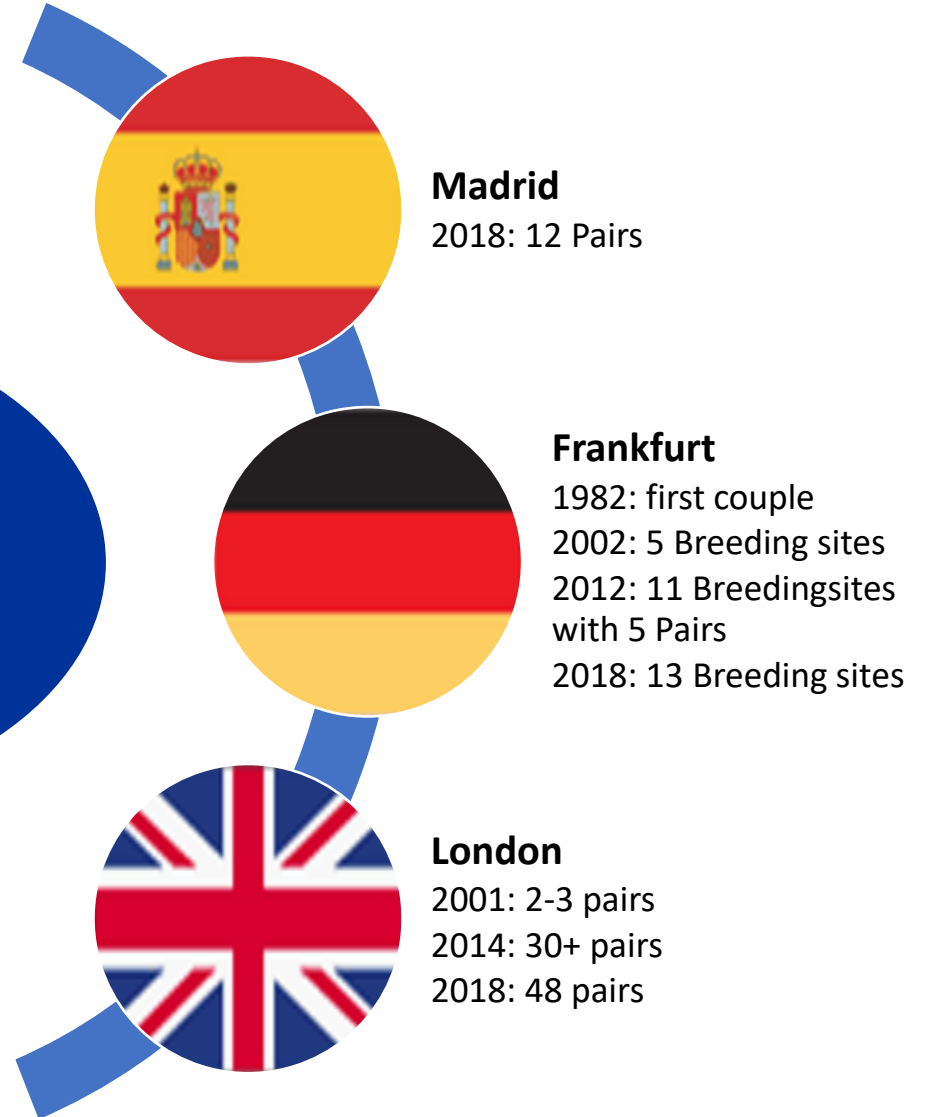 Madrid
2018: 12 Pairs
Frankfurt
1982: first couple
2002: 5 Breeding sites
2012: 11 Breedingsites
with 5 Pairs
2018: 13 Breeding sites
London
2001: 2-3 pairs
2014: 30+ pairs
2018: 48 pairs